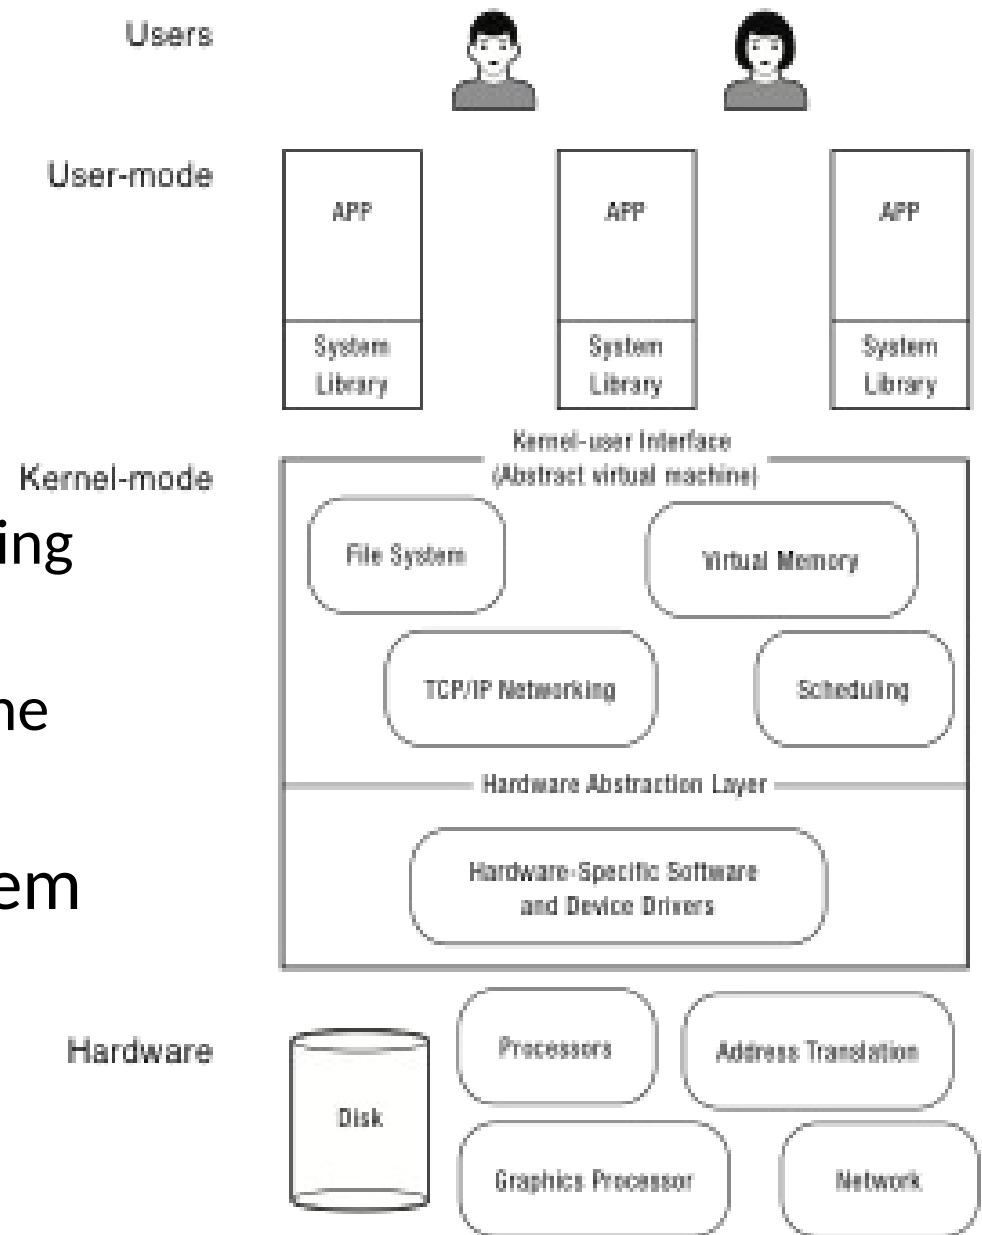 Users
User-mode
APP
APP
APP
System
Library
System
Library
System
Library
Kernel-user Interface
(Abstract virtual machine)
Kernel-mode
ing
File System
Virtual Memory
ne
TCP/IP Networking
Scheduling
Hardware Abstraction Layer
em
Hardware-Specific Software
and Device Drivers
Hardware
Processors
Address Translation
Disk
Graphics Processor
Network